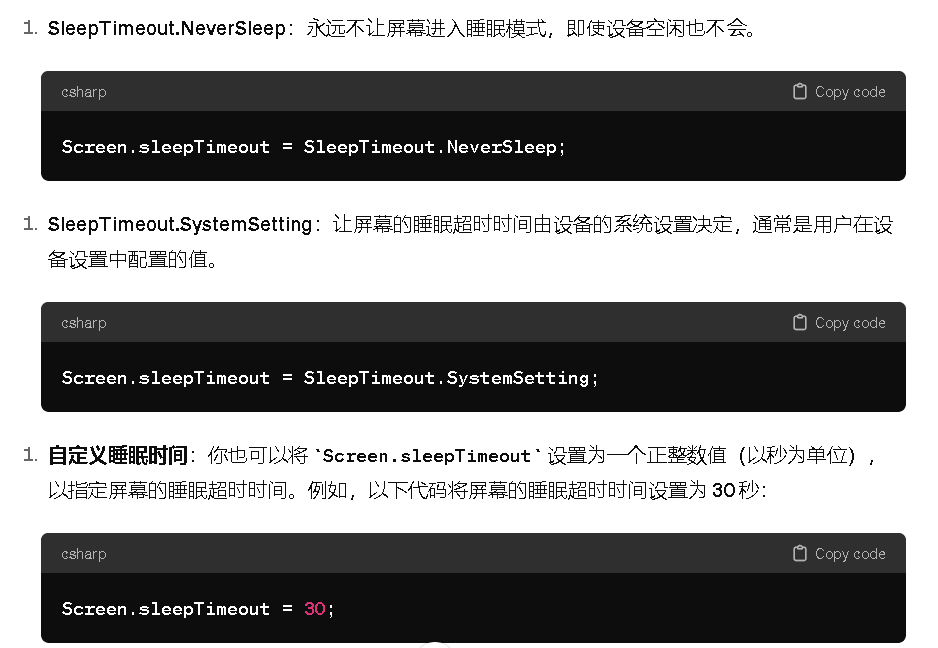 1. SleepTimeout.NeverSleep：永远不让屏幕进入睡眠模式，即使设备空闲也不会。
csharp Copy code
Screen.sleepTimeout = SleepTimeout.NeverSleep;
1. SleepTimeout.SystemSetting：让屏幕的睡眠超时时间由设备的系统设置决定，通常是用户在设
备设置中配置的值。
csharp Copy code
Screen.sleepTimeout = SleepTimeout.SystemSetting;
1. 自定义睡眠时间：你也可以将 `Screen.sleepTimeout` 设置为一个正整数值（以秒为单位），
以指定屏幕的睡眠超时时间。例如，以下代码将屏幕的睡眠超时时间设置为 30 秒：
csharp Copy code
Screen.sleepTimeout = 30;